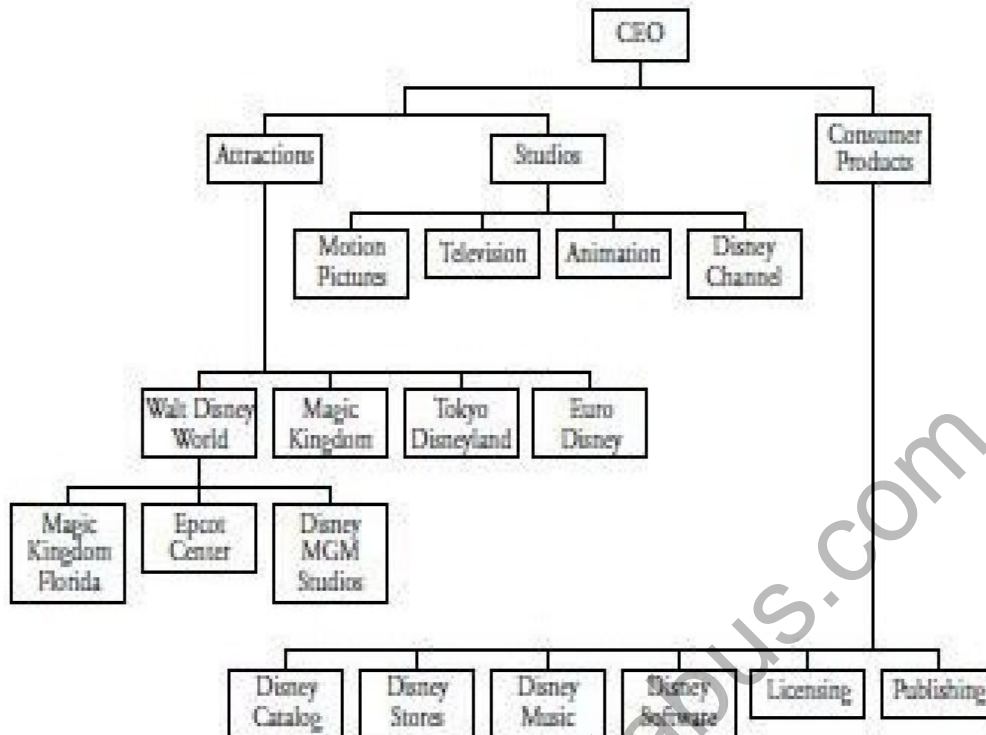 CEO
Attractions
Studios
Consumer
Products
Motion
Pictures
Television
Animation
Disney
Channel
Walt Disney
World
Magic
Kingdom
Tokyo
Disneyland
Euro
Disney
Magic
Kingdom
Florida
Epcot
Center
Disney
MGM
Studios
Disney
Catalog
Disney
Stores
Disney
Music
Disney
Software
Licensing
Publishing
pus.com